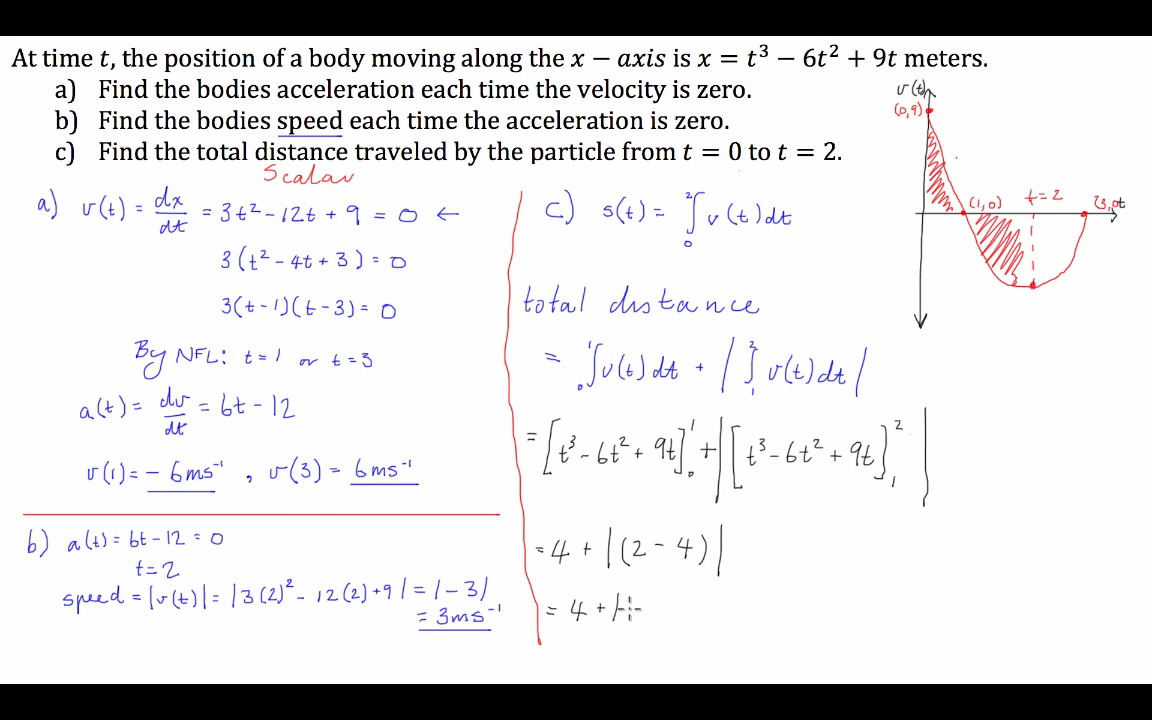 At time t, the position of a body moving along the x − axis is x = t³ − 6t² + 9t meters.
a) Find the bodies acceleration each time the velocity is zero.
b) Find the bodies speed each time the acceleration is zero.
c) Find the total distance traveled by the particle from t = 0 to t = 2.
Scalar
a) v(t) = dx/dt = 3t² - 12t + 9 = 0 ←
3(t² - 4t + 3) = 0
3(t-1)(t-3) = 0
By NFL: t=1 or t=3
a(t) = dv/dt = 6t - 12
v(1) = -6ms⁻¹, v(3) = 6ms⁻¹
b) a(t) = 6t - 12 = 0
t=2
speed = |v(t)| = |3(2)² - 12(2) + 9| = |-3|
= 3ms⁻¹
c) s(t) = ∫₀² v(t)dt
total distance
= ∫₀¹ v(t)dt + |∫₁² v(t)dt|
= [t³ - 6t² + 9t]₀¹ + |[t³ - 6t² + 9t]₁²|
= 4 + |(2 - 4)|
= 4 + |-
v(t)
(0,9)
(1,0)
t=2
(3,0)
t